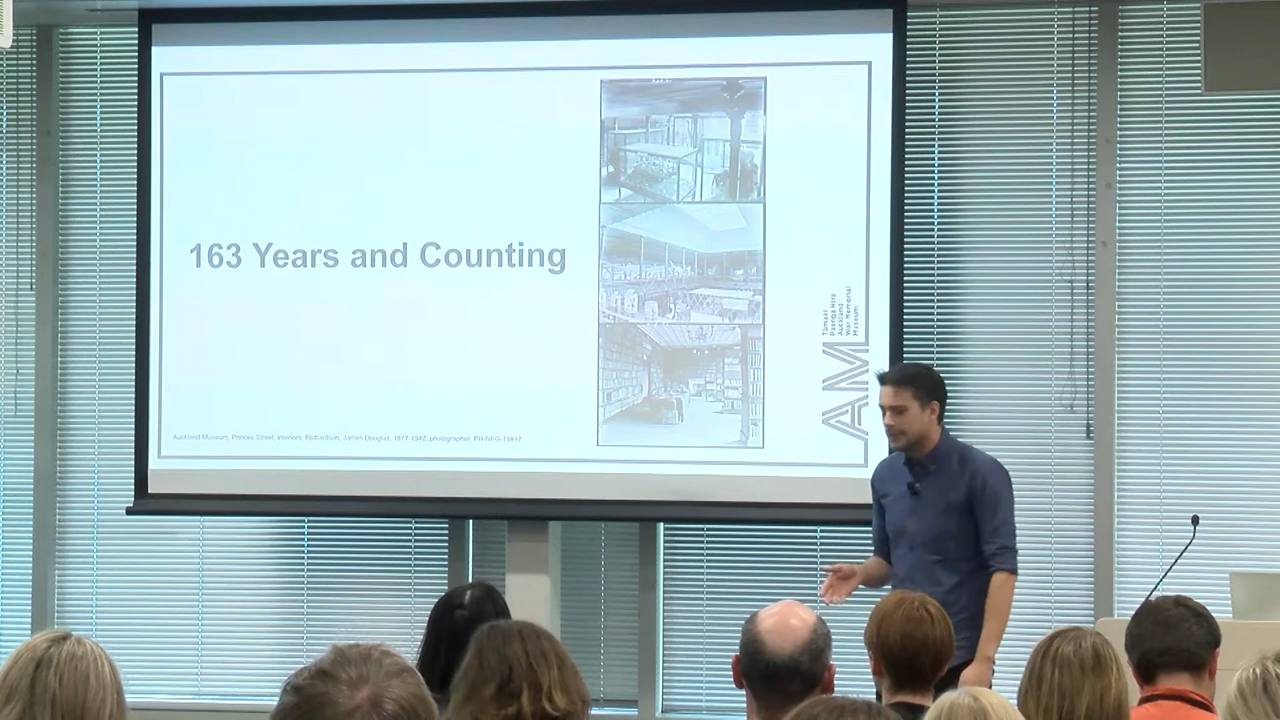 163 Years and Counting
Auckland Museum, Princes Street, interiors, Richardson, James Douglas, 1877-1942, photographer, PH-NEG-14817
Tāmaki
Paenga Hira
Auckland
War Memorial
Museum
AM